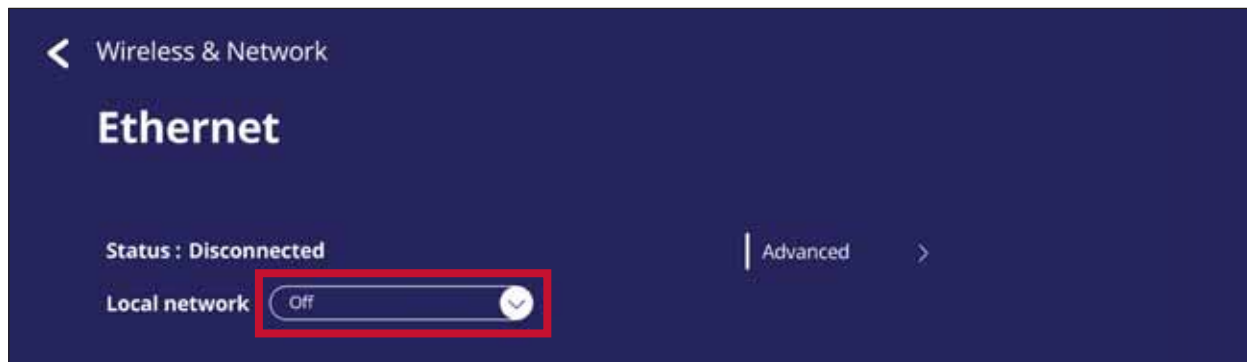 Wireless & Network
Ethernet
Status : Disconnected
Advanced
Local network
Off